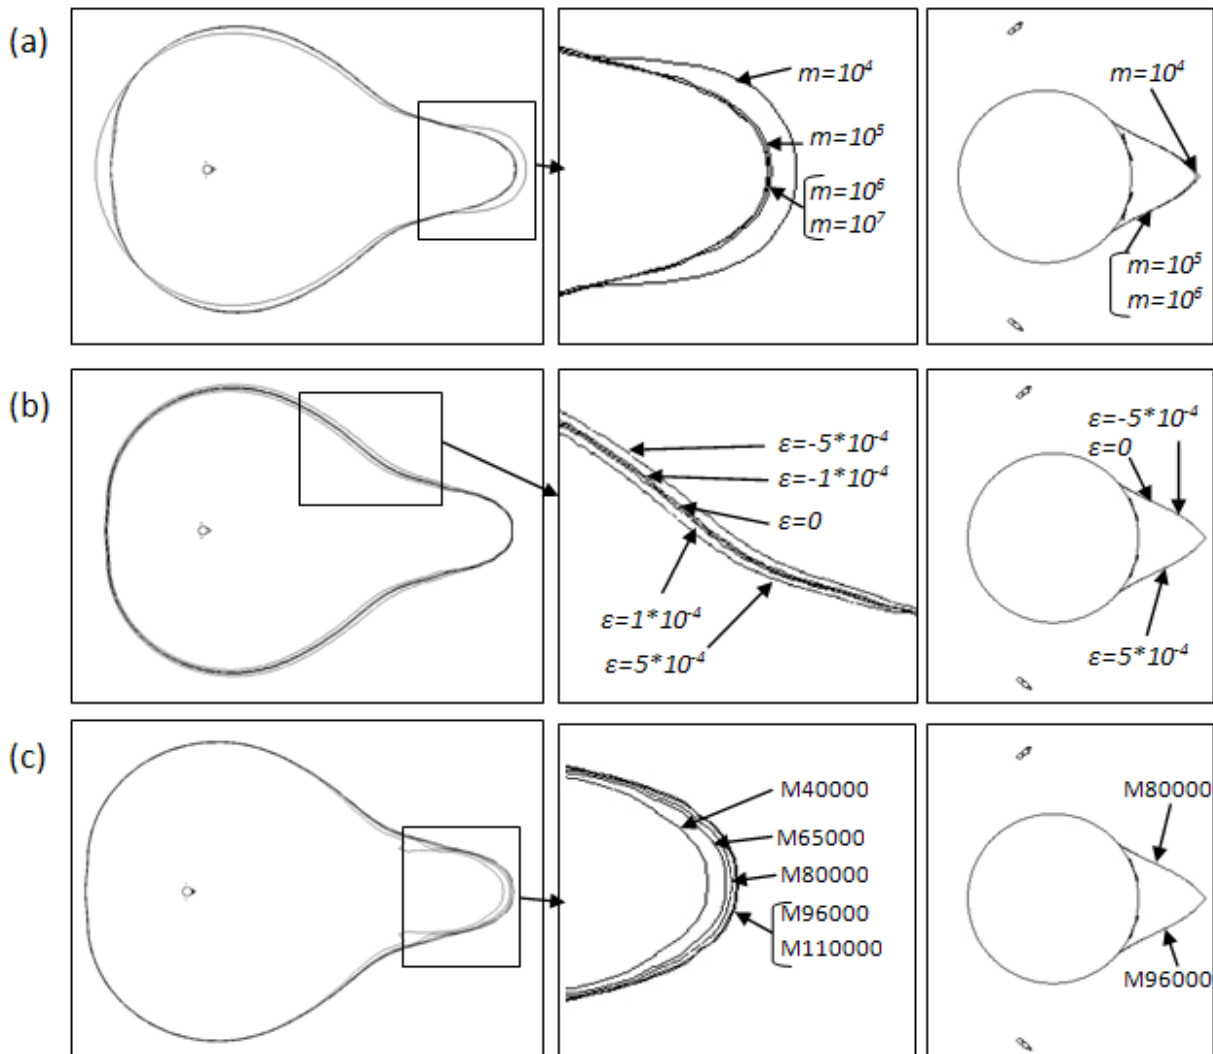 (a)
m=10⁴
m=10⁵
m=10⁶
m=10⁷
m=10⁴
m=10⁵
m=10⁶
(b)
ε=-5*10⁻⁴
ε=-1*10⁻⁴
ε=0
ε=1*10⁻⁴
ε=5*10⁻⁴
ε=-5*10⁻⁴
ε=0
ε=5*10⁻⁴
(c)
M40000
M65000
M80000
M96000
M110000
M80000
M96000